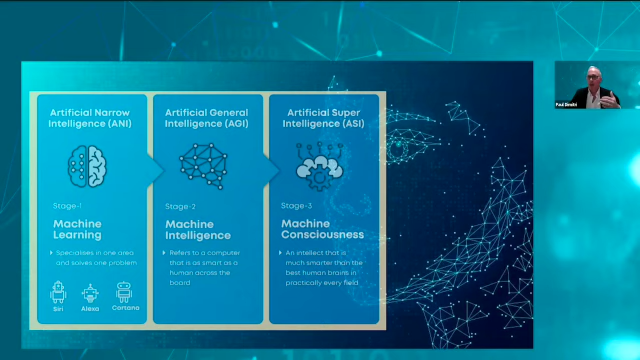 Artificial Narrow
Intelligence (ANI)
Stage-1
Machine
Learning
Specialises in one area
and solves one problem
Siri
Alexa
Cortana
Artificial General
Intelligence (AGI)
Stage-2
Machine
Intelligence
Refers to a computer
that is as smart as a
human across the
board
Artificial Super
Intelligence (ASI)
Stage-3
Machine
Consciousness
An intellect that is
much smarter than the
best human brains in
practically every field
Paul Dimitri